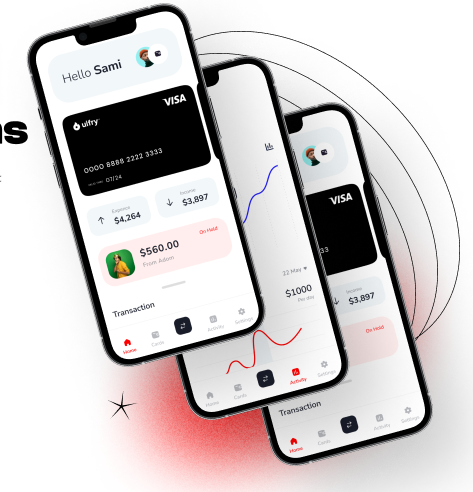 ns
Hello Sami
uifry
VISA
0000 8888 2222 3333
07/24
Expense
$4,264
Income
$3,897
$560.00
From Adom
On Hold
Transaction
Home
Cards
Activity
Settings
22 May
$1000
Per day
Home
Cards
Activity
Settings
VISA
33
Income
$3,897
On Hold
Transaction
Home
Cards
Activity
Settings